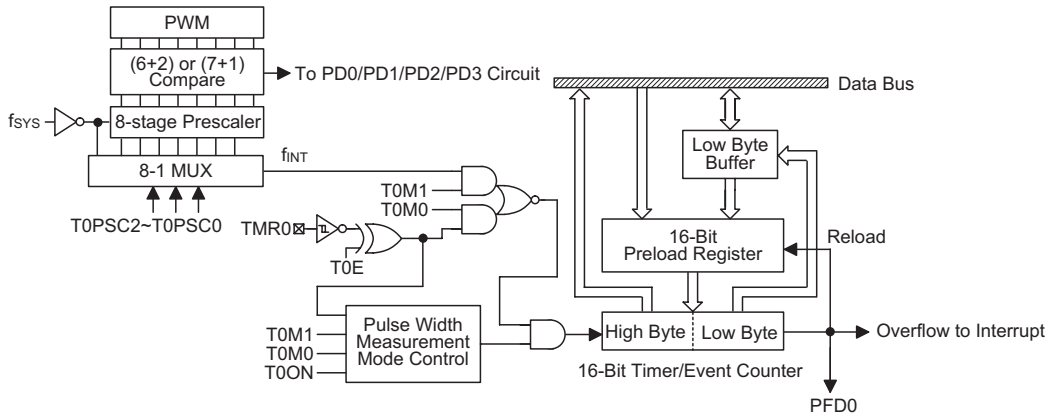 PWM
(6+2) or (7+1)
Compare
To PD0/PD1/PD2/PD3 Circuit
fSYS
8-stage Prescaler
8-1 MUX
fINT
T0PSC2~T0PSC0
T0M1
T0M0
TMR0
T0E
T0M1
T0M0
T0ON
Pulse Width
Measurement
Mode Control
Data Bus
Low Byte
Buffer
16-Bit
Preload Register
Reload
High Byte
Low Byte
Overflow to Interrupt
16-Bit Timer/Event Counter
PFD0